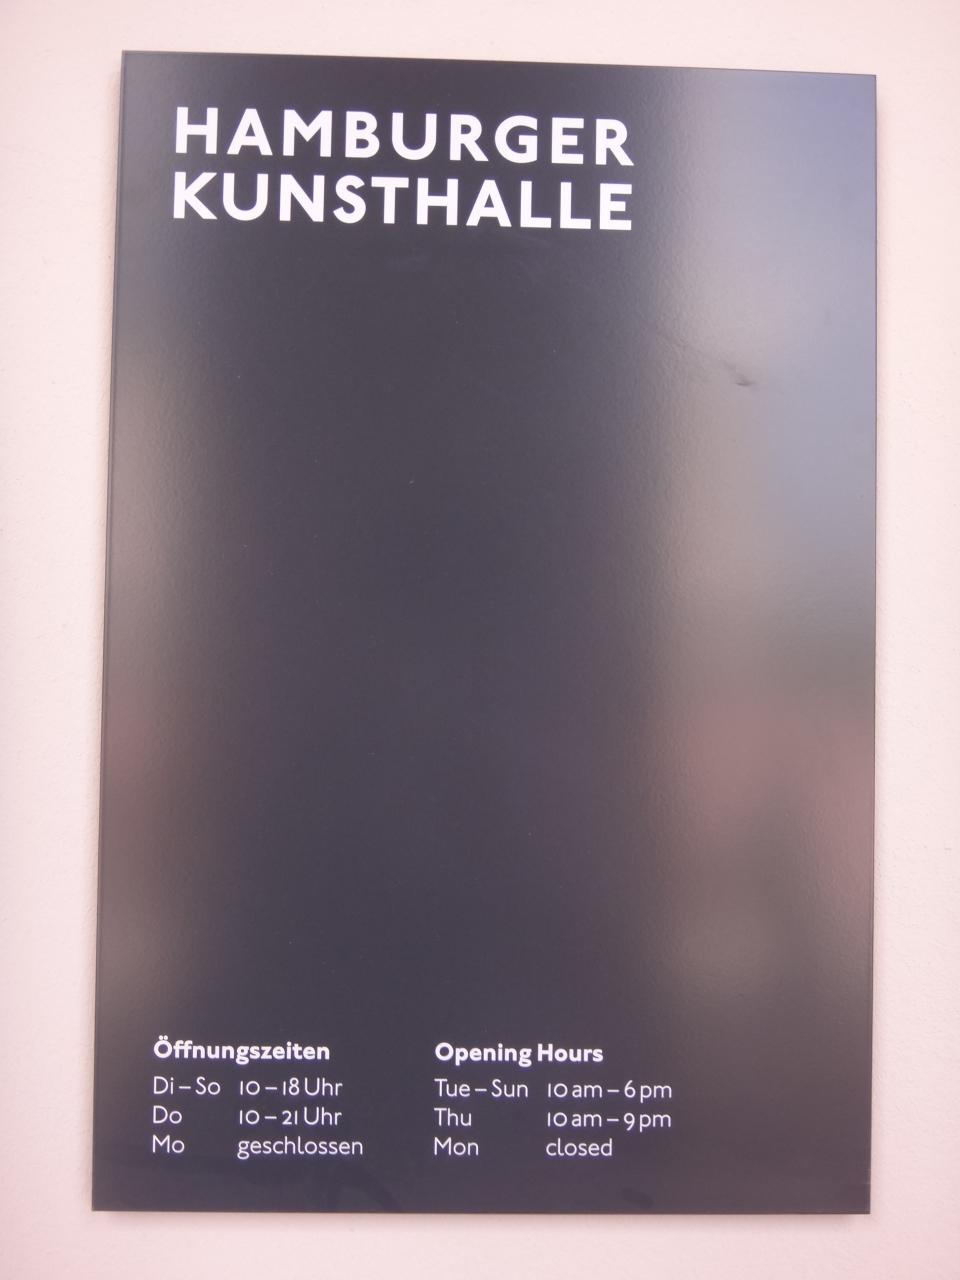 HAMBURGER
KUNSTHALLE
Öffnungszeiten
Di – So 10 – 18 Uhr
Do 10 – 21 Uhr
Mo geschlossen
Opening Hours
Tue – Sun 10 am – 6 pm
Thu 10 am – 9 pm
Mon closed